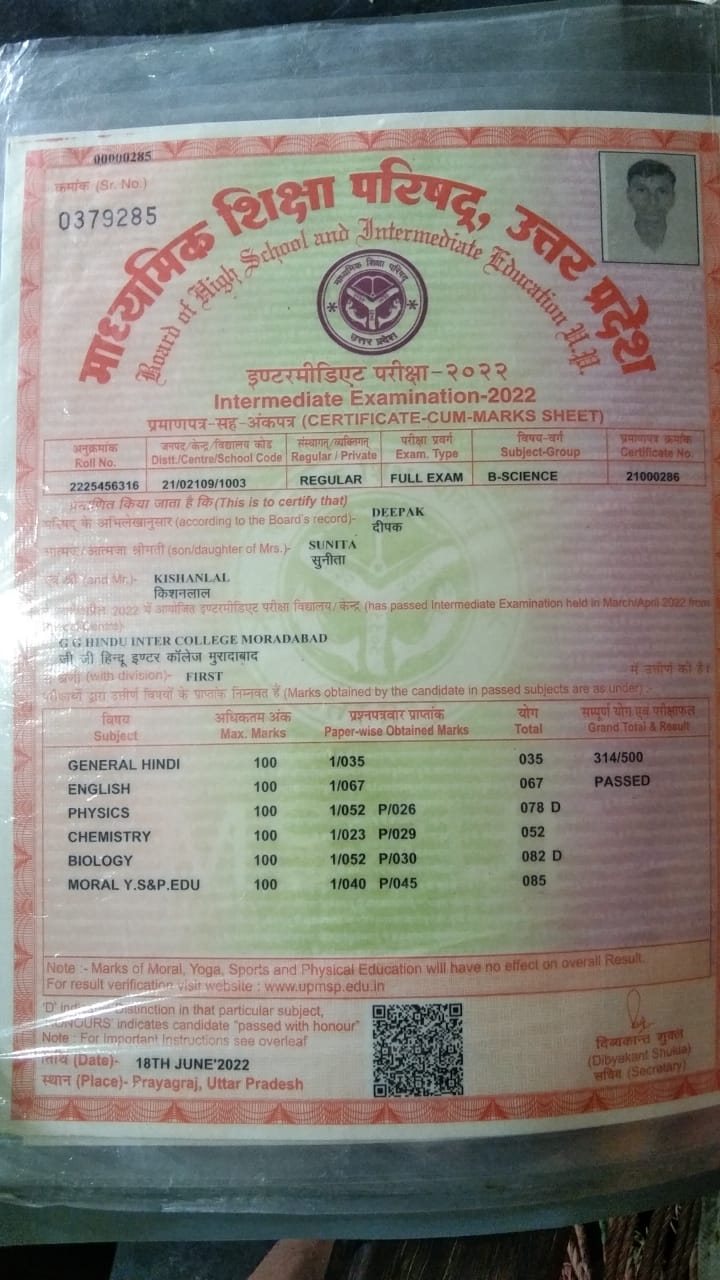 00000285
क्रमांक (Sr. No.)
0379285
माध्यमिक शिक्षा परिषद्, उत्तर प्रदेश
Board of High School and Intermediate Education U.P.
माध्यमिक शिक्षा परिषद्
उत्तर प्रदेश
इण्टरमीडिएट परीक्षा-२०२२
Intermediate Examination-2022
प्रमाणपत्र-सह-अंकपत्र (CERTIFICATE-CUM-MARKS SHEET)
अनुक्रमांक जनपद/केन्द्र/विद्यालय कोड संस्थागत/व्यक्तिगत परीक्षा प्रवर्ग विषय-वर्ग प्रमाणपत्र क्रमांक
Roll No. Distt./Centre/School Code Regular / Private Exam. Type Subject-Group Certificate No.
2225456316 21/02109/1003 REGULAR FULL EXAM B-SCIENCE 21000286
प्रमाणित किया जाता है कि (This is to certify that)
परिषद् के अभिलेखानुसार (according to the Board's record)- DEEPAK
दीपक
आत्मज/आत्मजा श्रीमती (son/daughter of Mrs.)- SUNITA
सुनीता
एवं श्री (and Mr.)- KISHANLAL
किशनलाल
2022 में आयोजित इण्टरमीडिएट परीक्षा विद्यालय/केन्द्र (has passed Intermediate Examination held in March/April 2022 from
G G HINDU INTER COLLEGE MORADABAD
जी जी हिन्दू इण्टर कॉलेज मुरादाबाद
श्रेणी (with division)- FIRST में उत्तीर्ण की है।
परीक्षार्थी द्वारा उत्तीर्ण विषयों के प्राप्तांक निम्नवत हैं (Marks obtained by the candidate in passed subjects are as under) :-
विषय अधिकतम अंक प्रश्नपत्रवार प्राप्तांक योग सम्पूर्ण योग एवं परीक्षाफल
Subject Max. Marks Paper-wise Obtained Marks Total Grand Total & Result
GENERAL HINDI 100 1/035 035 314/500
ENGLISH 100 1/067 067 PASSED
PHYSICS 100 1/052 P/026 078 D
CHEMISTRY 100 1/023 P/029 052
BIOLOGY 100 1/052 P/030 082 D
MORAL Y.S&P.EDU 100 1/040 P/045 085
Note :- Marks of Moral, Yoga, Sports and Physical Education will have no effect on overall Result.
For result verification visit website : www.upmsp.edu.in
'D' Distinction in that particular subject,
'HONOURS' indicates candidate "passed with honour"
Note : For Important Instructions see overleaf
तिथि (Date)- 18TH JUNE'2022
स्थान (Place)- Prayagraj, Uttar Pradesh
दिव्यकान्त शुक्ल
(Dibyakant Shukla)
सचिव (Secretary)